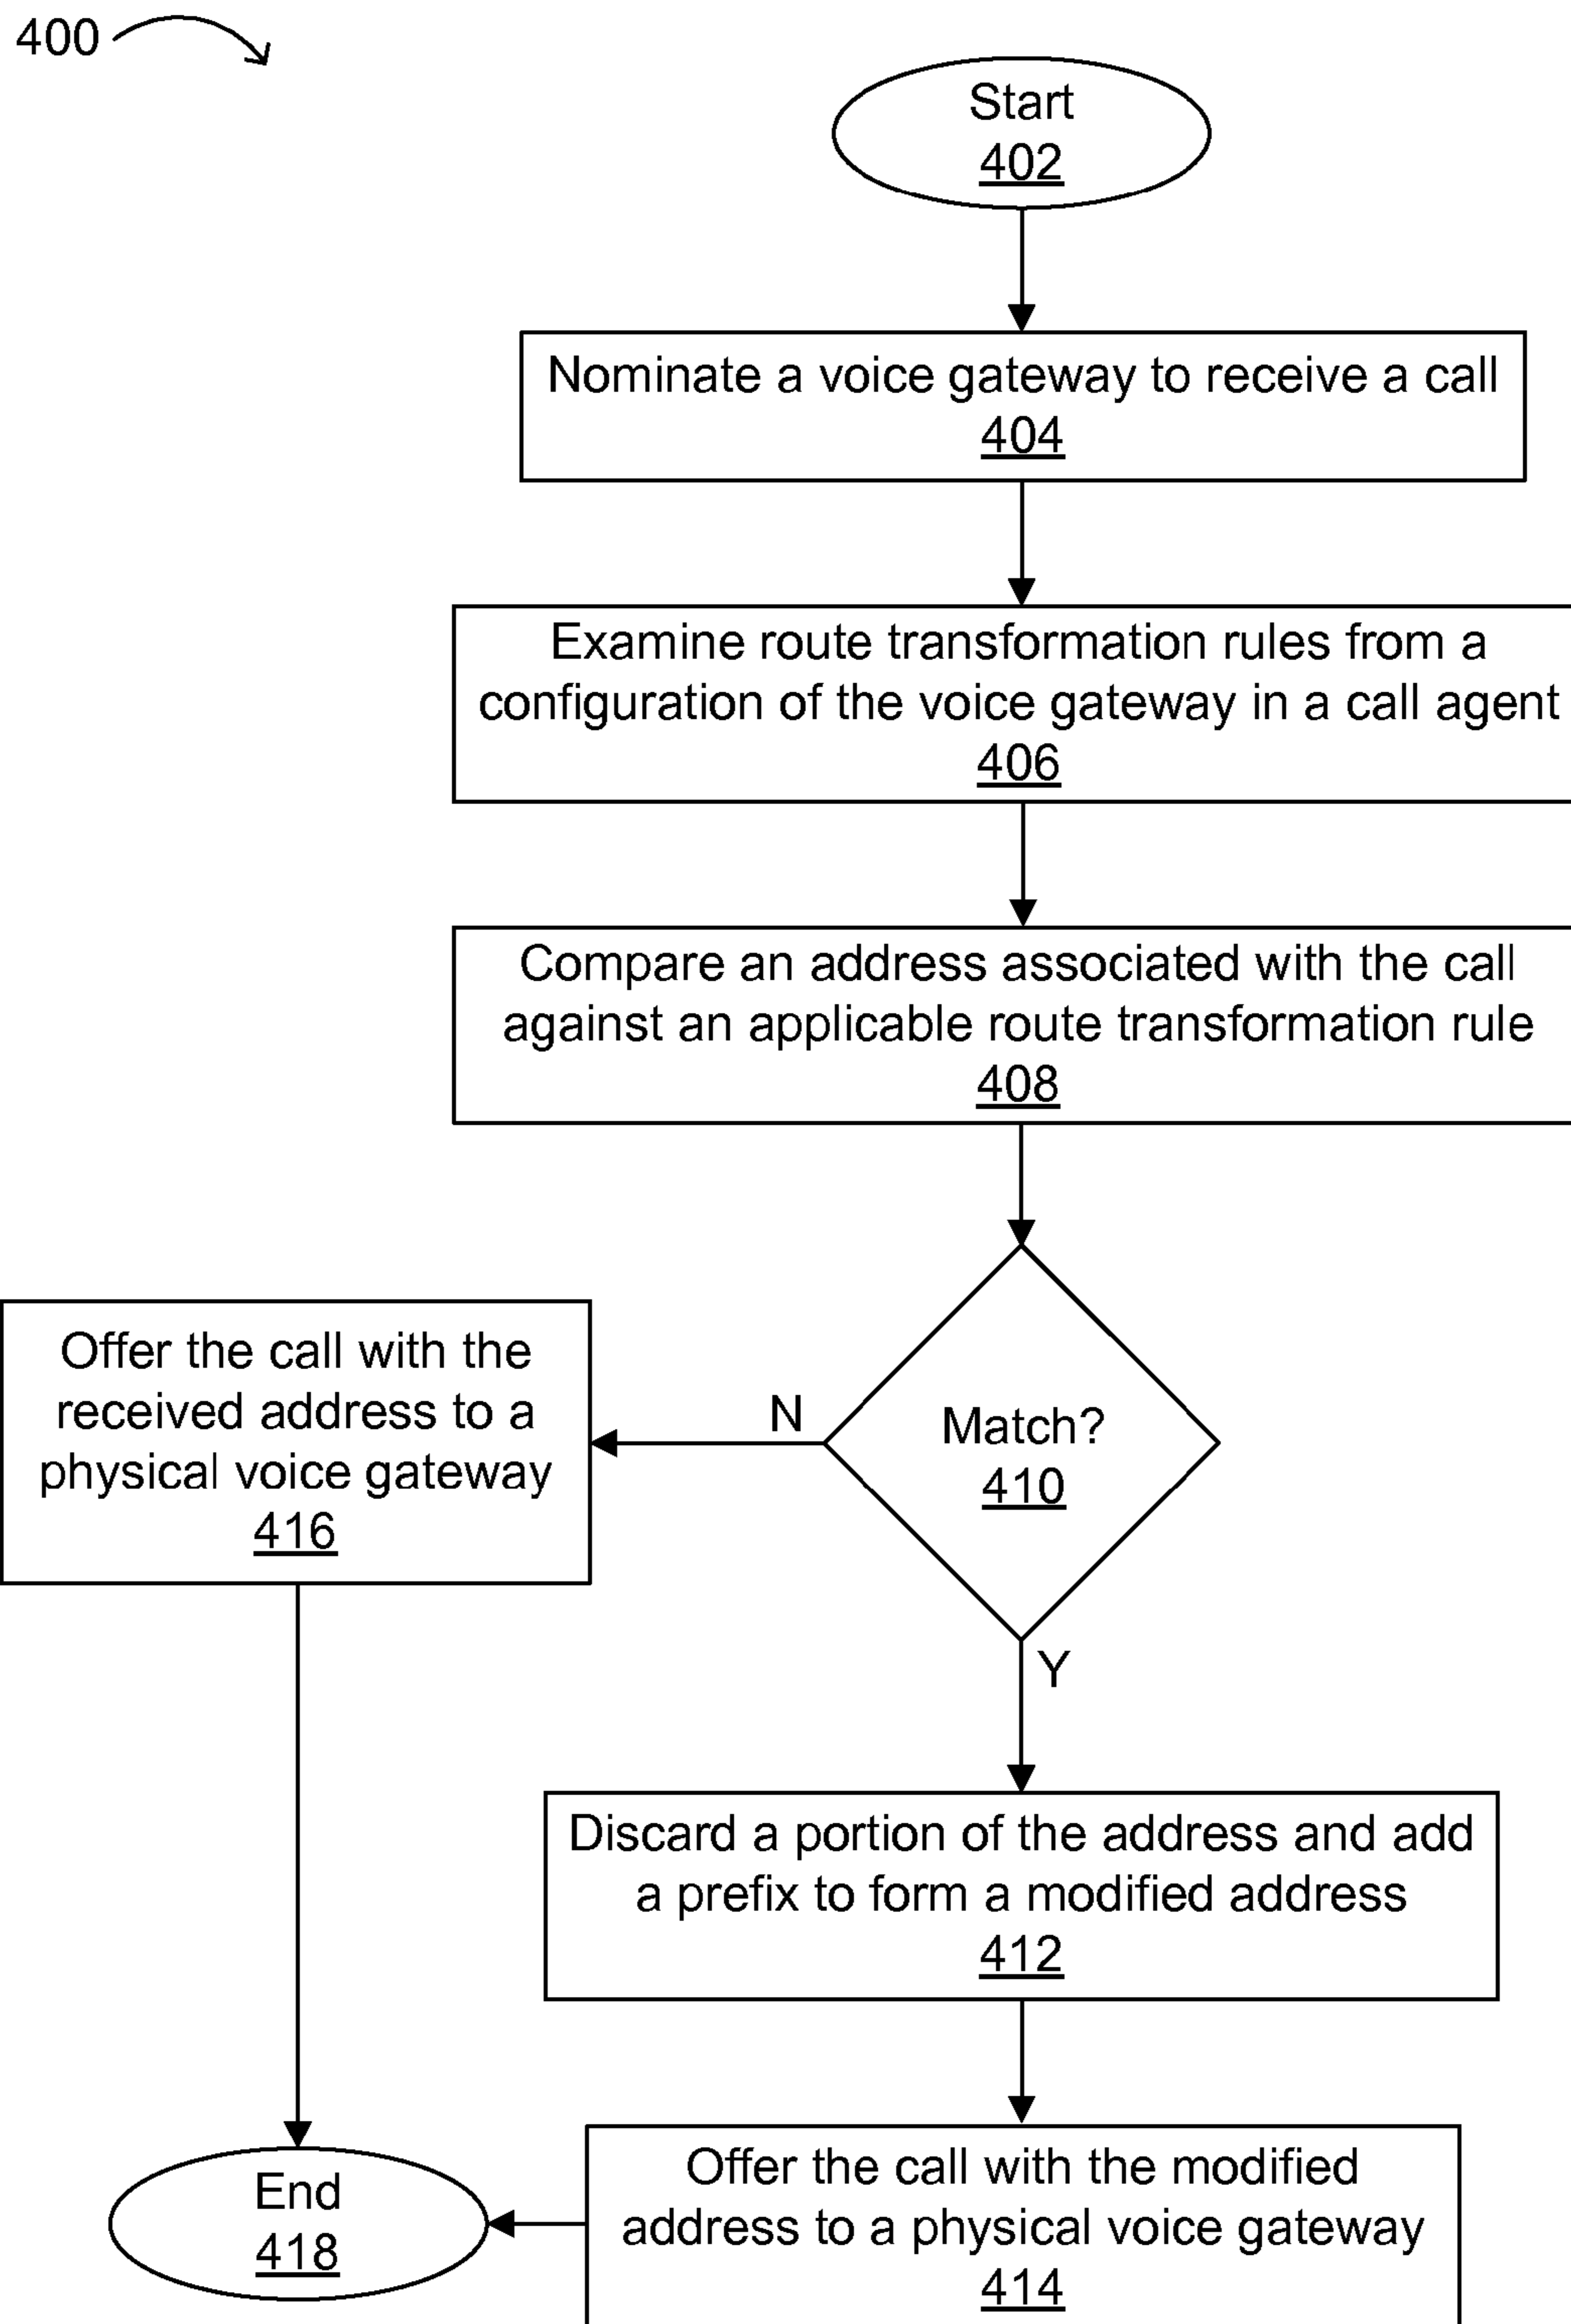 400
Start
402
Nominate a voice gateway to receive a call
404
Examine route transformation rules from a
configuration of the voice gateway in a call agent
406
Compare an address associated with the call
against an applicable route transformation rule
408
Match?
410
N
Offer the call with the
received address to a
physical voice gateway
416
Y
Discard a portion of the address and add
a prefix to form a modified address
412
Offer the call with the modified
address to a physical voice gateway
414
End
418